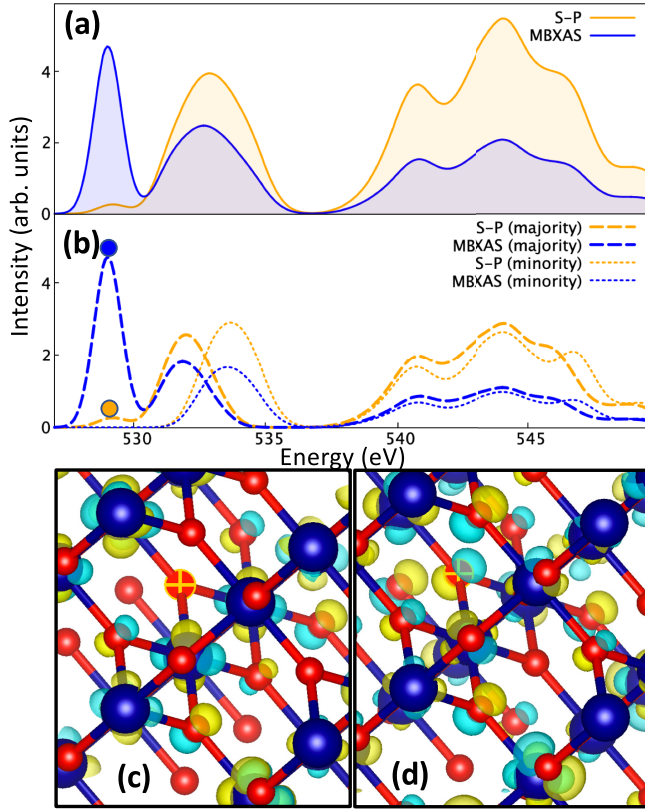 (a)
S-P
MBXAS
4
2
0
Intensity (arb. units)
(b)
S-P (majority)
MBXAS (majority)
S-P (minority)
MBXAS (minority)
4
2
0
530
535
540
545
Energy (eV)
(c)
(d)